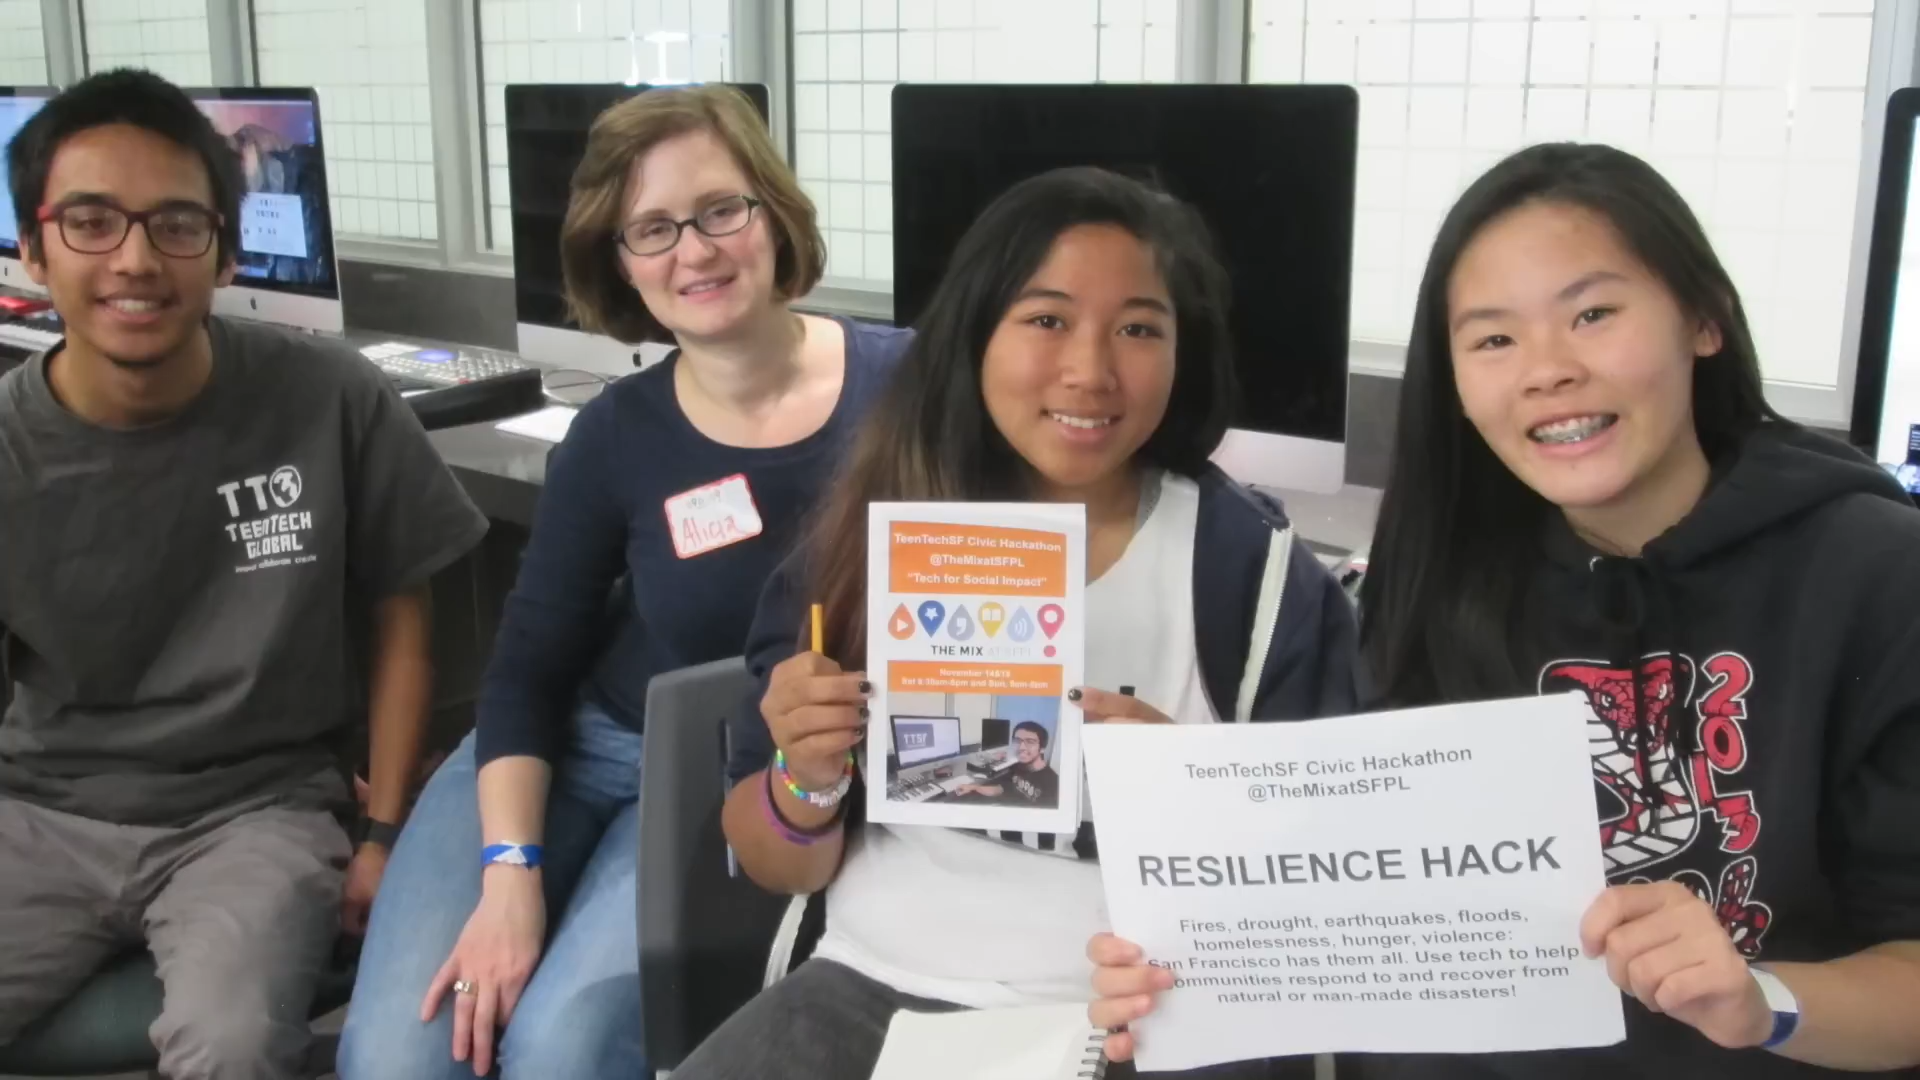 TT
TEENTECH
GLOBAL
Alicia
TeenTechSF Civic Hackathon
@TheMixatSFPL
"Tech for Social Impact"
THE MIX AT SFPL
November 14&15
TTSF
TeenTechSF Civic Hackathon
@TheMixatSFPL
RESILIENCE HACK
Fires, drought, earthquakes, floods,
homelessness, hunger, violence:
San Francisco has them all. Use tech to help
communities respond to and recover from
natural or man-made disasters!